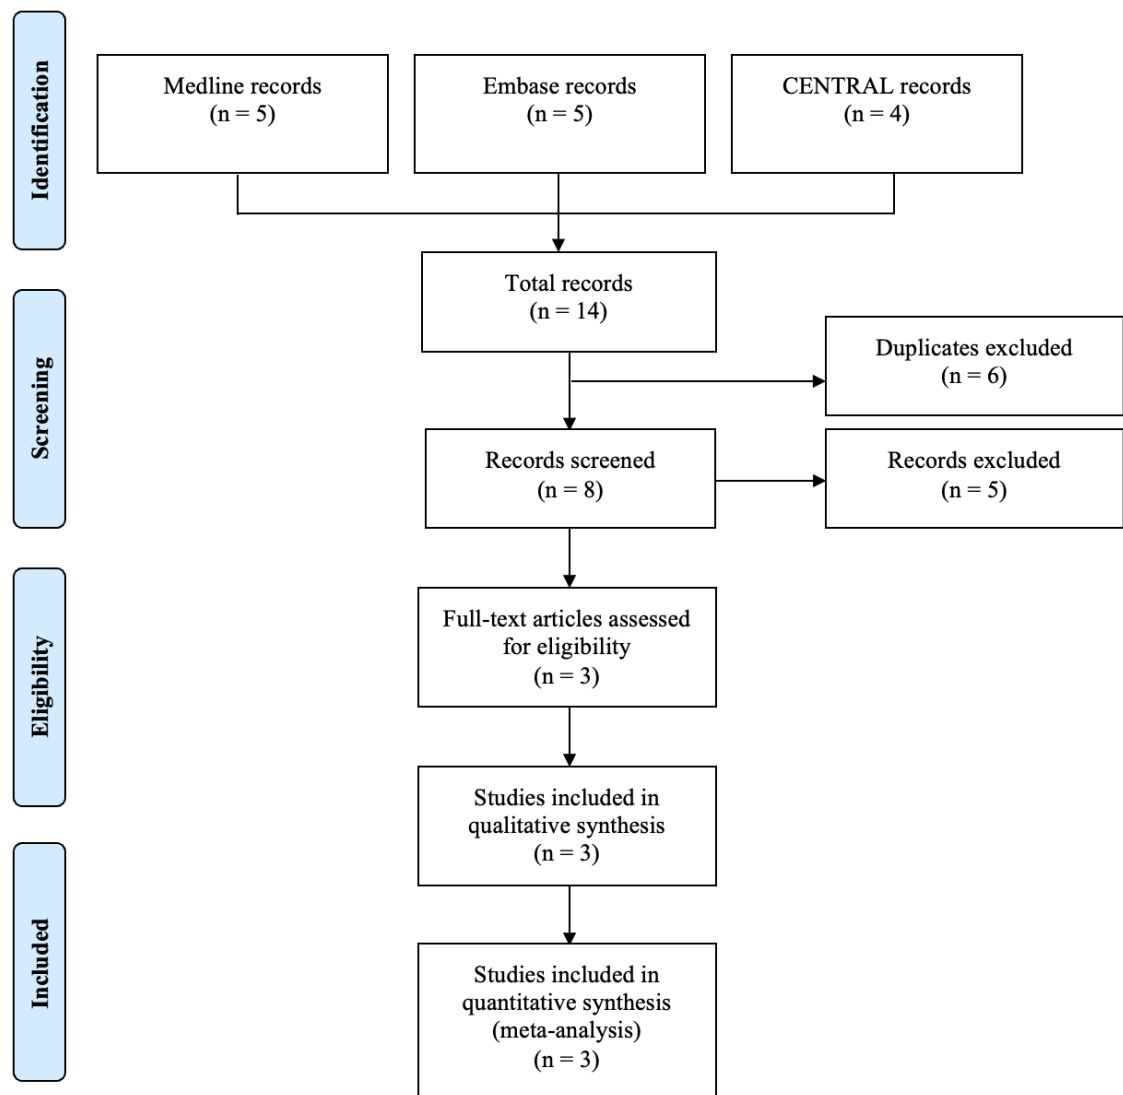 Identification
Medline records
(n = 5)
Embase records
(n = 5)
CENTRAL records
(n = 4)
Total records
(n = 14)
Screening
Duplicates excluded
(n = 6)
Records screened
(n = 8)
Records excluded
(n = 5)
Eligibility
Full-text articles assessed
for eligibility
(n = 3)
Studies included in
qualitative synthesis
(n = 3)
Included
Studies included in
quantitative synthesis
(meta-analysis)
(n = 3)